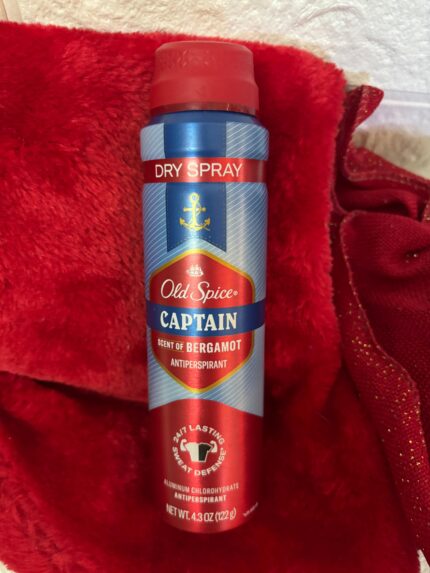 DRY SPRAY
Old Spice®
CAPTAIN
SCENT OF BERGAMOT
ANTIPERSPIRANT
24/7 LASTING
SWEAT DEFENSE
ALUMINUM CHLOROHYDRATE
ANTIPERSPIRANT
NET WT. 4.3 OZ (122g)